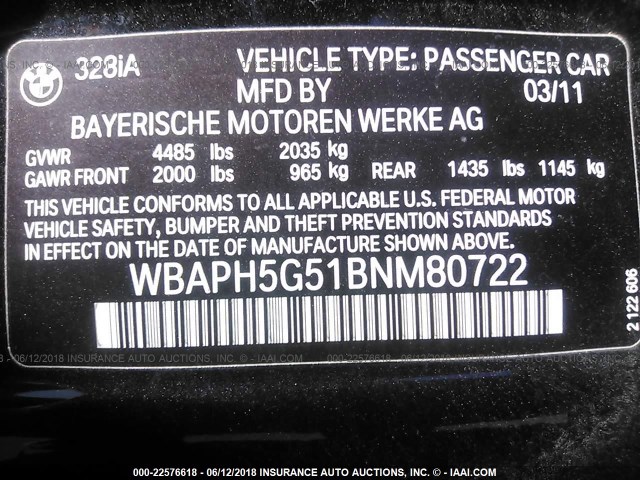 BMW
328iA VEHICLE TYPE: PASSENGER CAR
MFD BY 03/11
BAYERISCHE MOTOREN WERKE AG
GVWR 4485 lbs 2035 kg
GAWR FRONT 2000 lbs 965 kg REAR 1435 lbs 1145 kg
THIS VEHICLE CONFORMS TO ALL APPLICABLE U.S. FEDERAL MOTOR
VEHICLE SAFETY, BUMPER AND THEFT PREVENTION STANDARDS
IN EFFECT ON THE DATE OF MANUFACTURE SHOWN ABOVE.
WBAPH5G51BNM80722
2 122 606
000-22576618 - 06/12/2018 INSURANCE AUTO AUCTIONS, INC. © - IAAI.COM